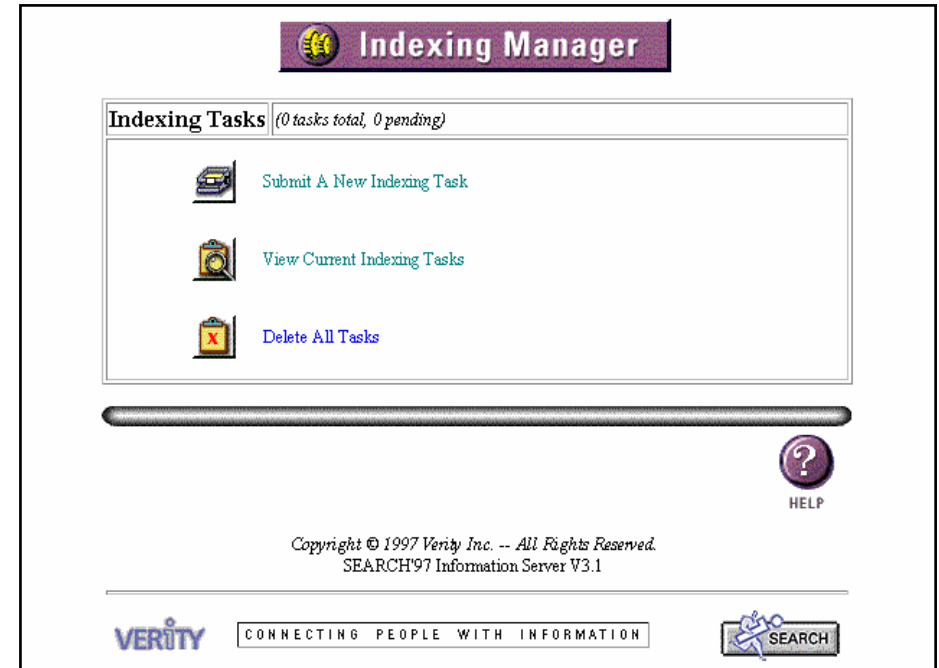 Indexing Manager
Indexing Tasks (0 tasks total, 0 pending)
Submit A New Indexing Task
View Current Indexing Tasks
X
Delete All Tasks
?
HELP
Copyright © 1997 Verity Inc. -- All Rights Reserved.
SEARCH'97 Information Server V3.1
VERITY CONNECTING PEOPLE WITH INFORMATION SEARCH